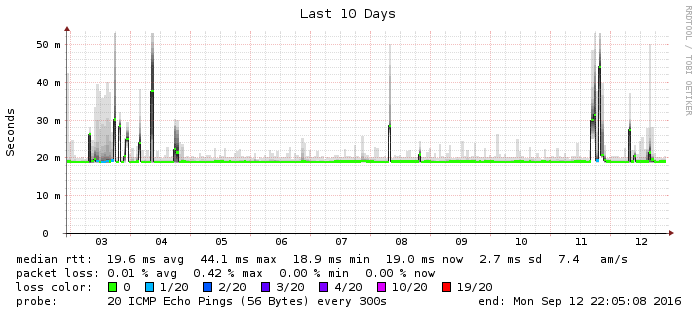 Last 10 Days
RRDTOOL / TOBI OETIKER
Seconds
50 m
40 m
30 m
20 m
10 m
0
03 04 05 06 07 08 09 10 11 12
median rtt: 19.6 ms avg 44.1 ms max 18.9 ms min 19.0 ms now 2.7 ms sd 7.4 am/s
packet loss: 0.01 % avg 0.42 % max 0.00 % min 0.00 % now
loss color: 0 1/20 2/20 3/20 4/20 10/20 19/20
probe: 20 ICMP Echo Pings (56 Bytes) every 300s end: Mon Sep 12 22:05:08 2016